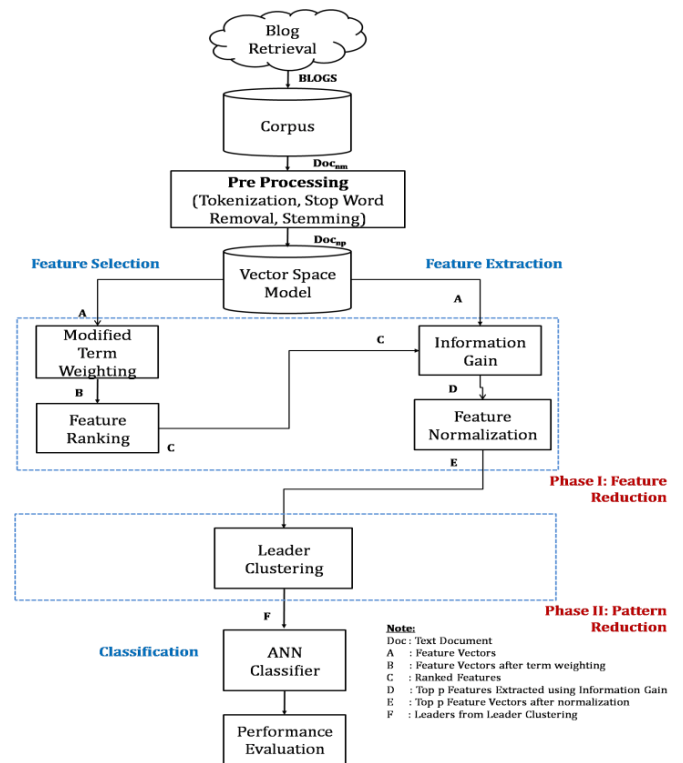 Blog
Retrieval
BLOGS
Corpus
Doc_nm
Pre Processing
(Tokenization, Stop Word
Removal, Stemming)
Doc_np
Feature Selection
Feature Extraction
Vector Space
Model
A
A
Modified
Term
Weighting
C
Information
Gain
B
D
Feature
Ranking
C
Feature
Normalization
E
Phase I: Feature
Reduction
Leader
Clustering
Phase II: Pattern
Reduction
F
Classification
ANN
Classifier
Performance
Evaluation
Note:
Doc : Text Document
A : Feature Vectors
B : Feature Vectors after term weighting
C : Ranked Features
D : Top p Features Extracted using Information Gain
E : Top p Feature Vectors after normalization
F : Leaders from Leader Clustering